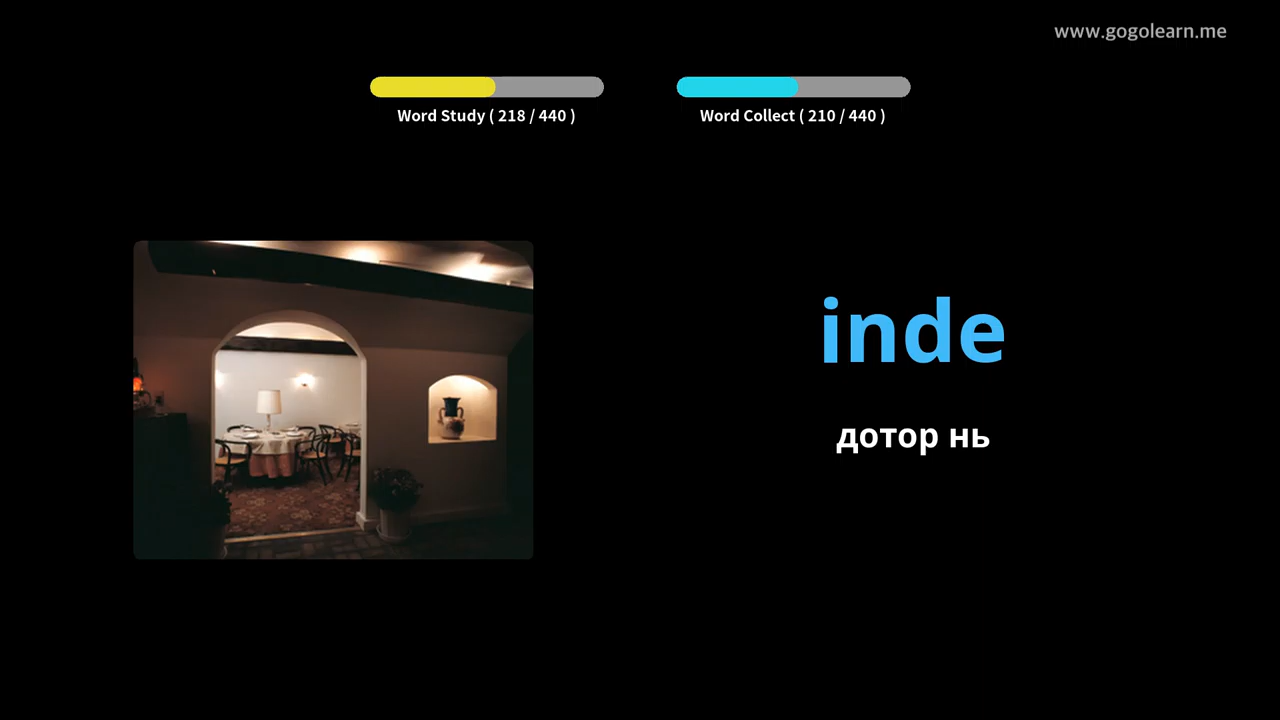 www.gogolearn.me
Word Study ( 218 / 440 )
Word Collect ( 210 / 440 )
inde
дотор нь